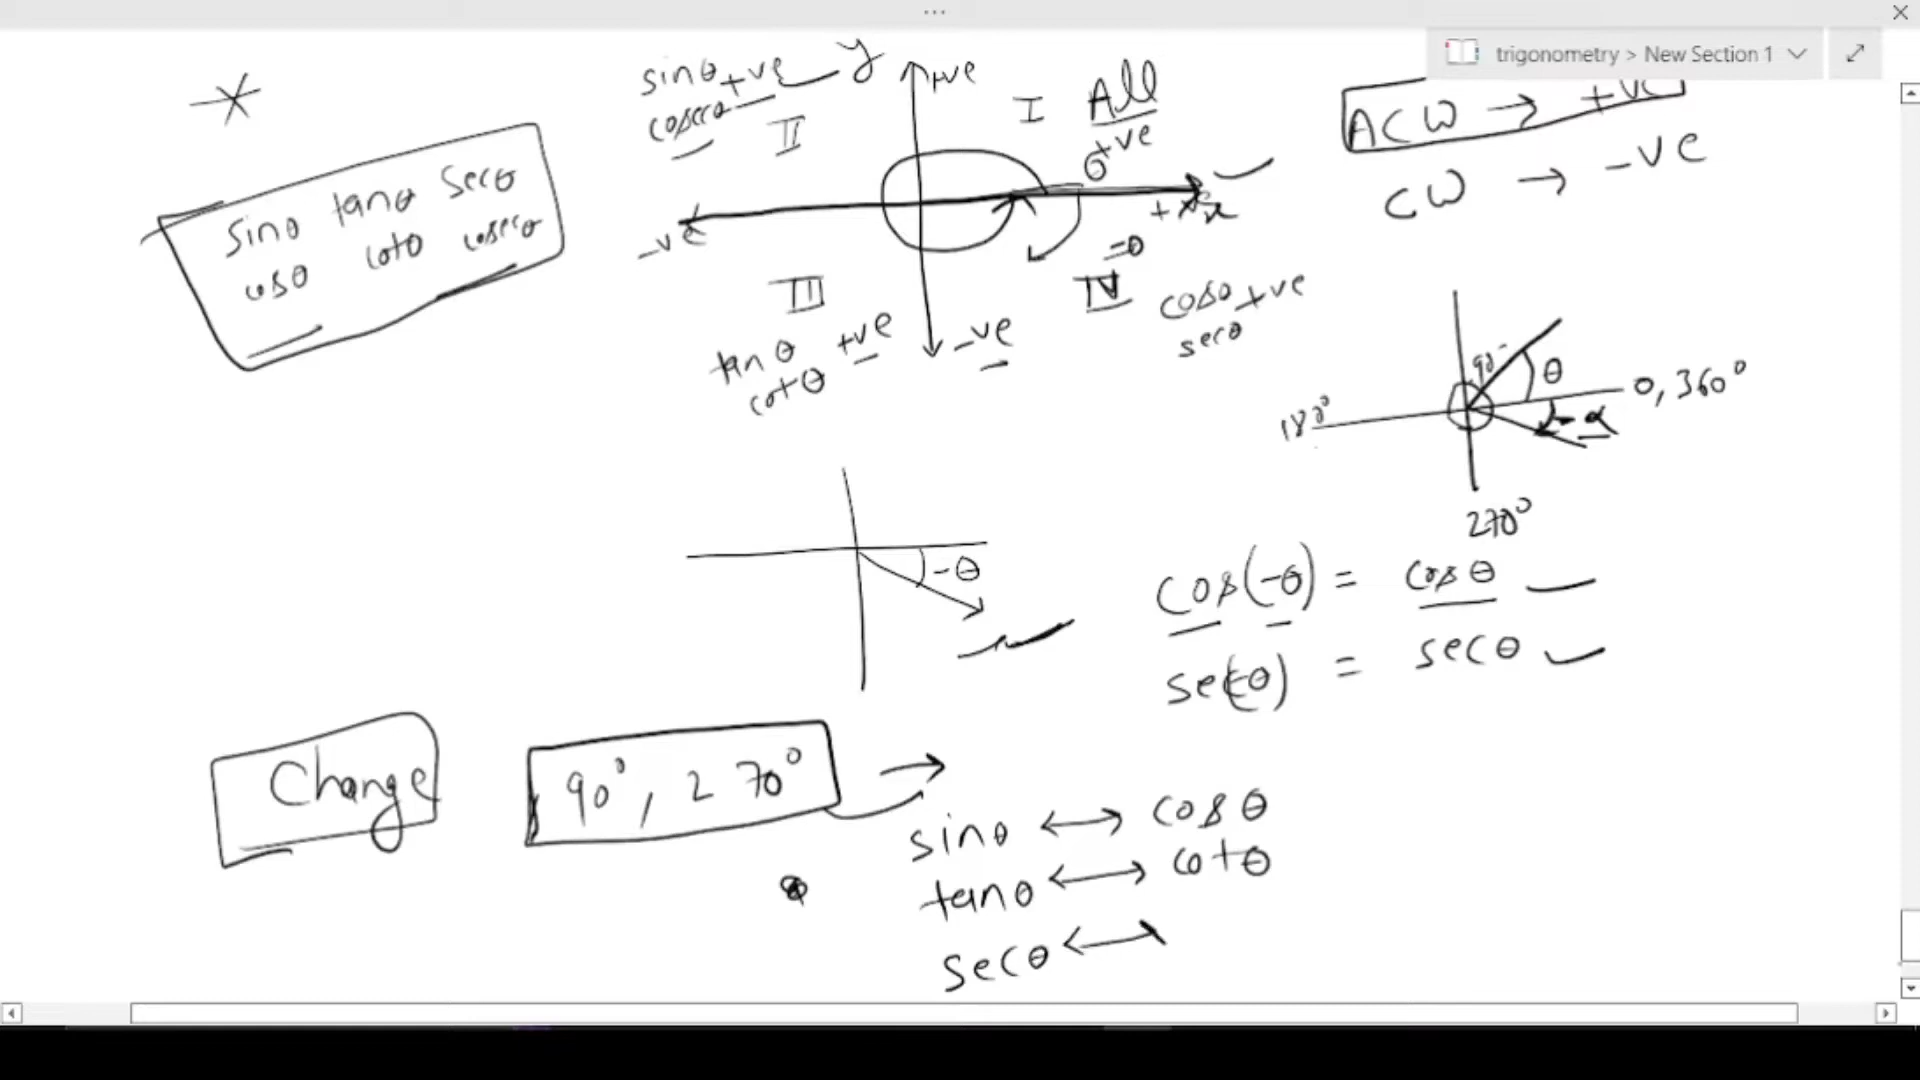 ...
trigonometry > New Section 1
sinθ +ve
cosecθ
II
y
+ve
I
All
+ve
θ
ACW → +ve
CW → -ve
sinθ tanθ secθ
cosθ cotθ cosecθ
-ve
+ve x
=θ
III
tanθ +ve
cotθ
-ve
IV
cosθ +ve
secθ
90°
θ
0, 360°
180°
-α
270°
-θ
cos(-θ) = cosθ
sec(-θ) = secθ
Change
90°, 270° →
sinθ ↔ cosθ
tanθ ↔ cotθ
secθ ↔